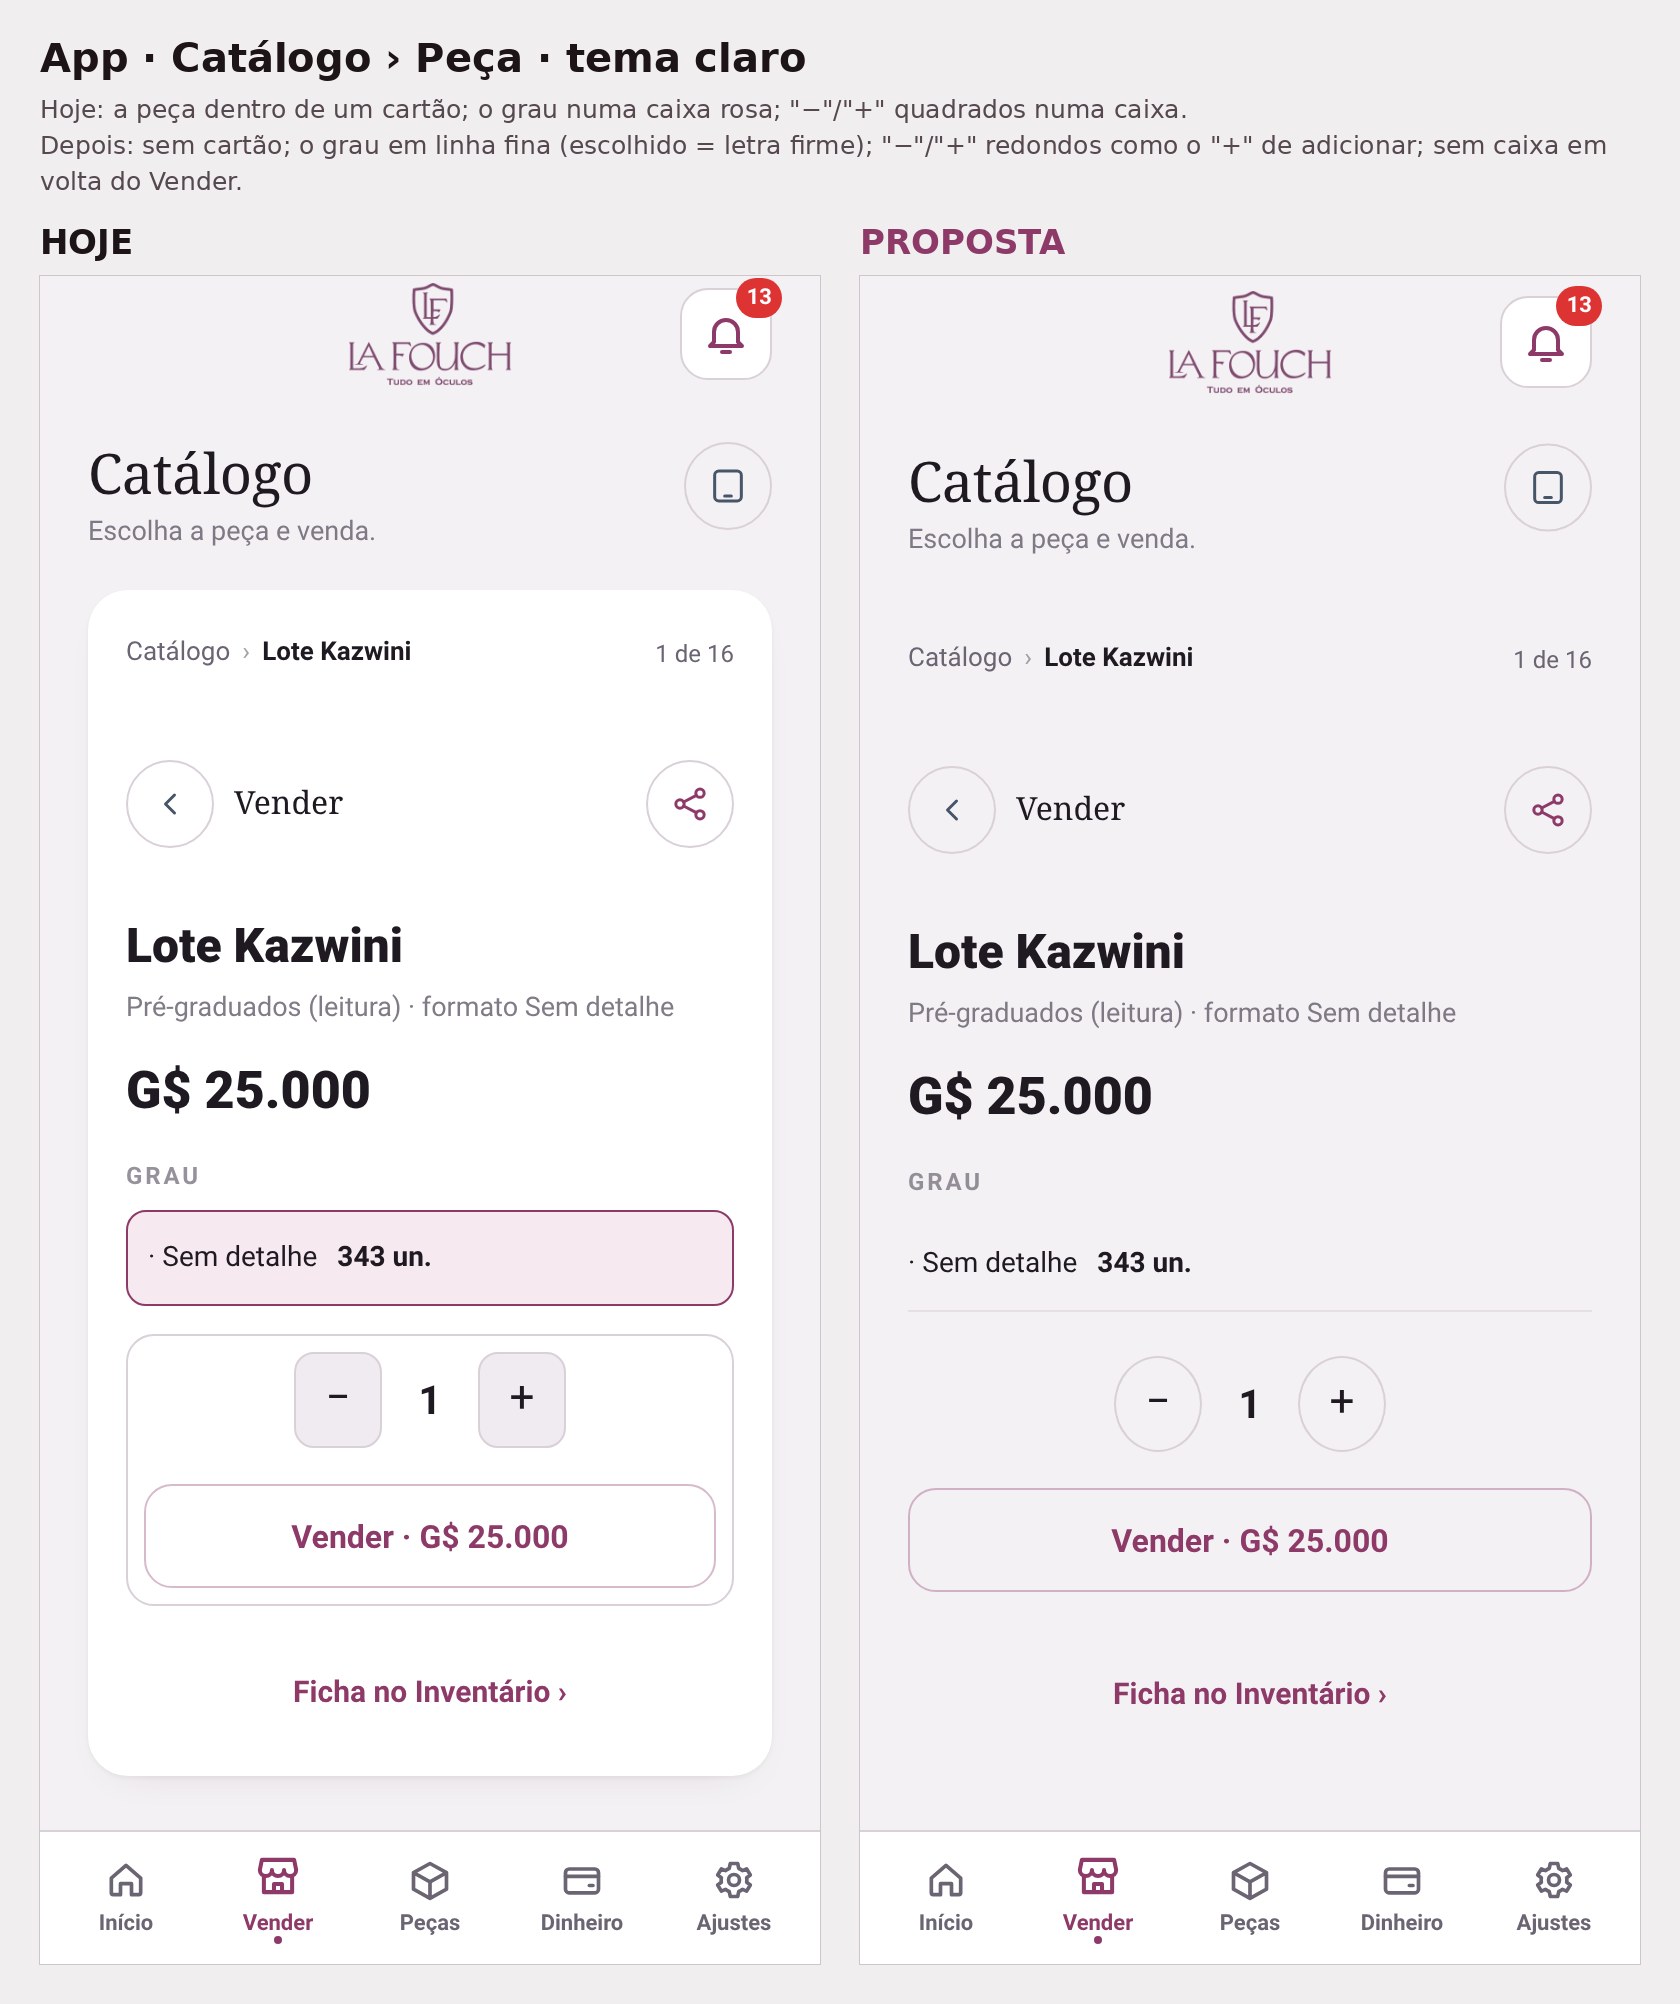 App · Catálogo › Peça · tema claro
Hoje: a peça dentro de um cartão; o grau numa caixa rosa; "−"/"+" quadrados numa caixa.
Depois: sem cartão; o grau em linha fina (escolhido = letra firme); "−"/"+" redondos como o "+" de adicionar; sem caixa em
volta do Vender.
HOJE
LF
LA FOUCH
TUDO EM ÓCULOS
13
Catálogo
Escolha a peça e venda.
Catálogo › Lote Kazwini
1 de 16
Vender
Lote Kazwini
Pré-graduados (leitura) · formato Sem detalhe
G$ 25.000
GRAU
· Sem detalhe 343 un.
− 1 +
Vender · G$ 25.000
Ficha no Inventário ›
Início
Vender
Peças
Dinheiro
Ajustes
PROPOSTA
LF
LA FOUCH
TUDO EM ÓCULOS
13
Catálogo
Escolha a peça e venda.
Catálogo › Lote Kazwini
1 de 16
Vender
Lote Kazwini
Pré-graduados (leitura) · formato Sem detalhe
G$ 25.000
GRAU
· Sem detalhe 343 un.
− 1 +
Vender · G$ 25.000
Ficha no Inventário ›
Início
Vender
Peças
Dinheiro
Ajustes